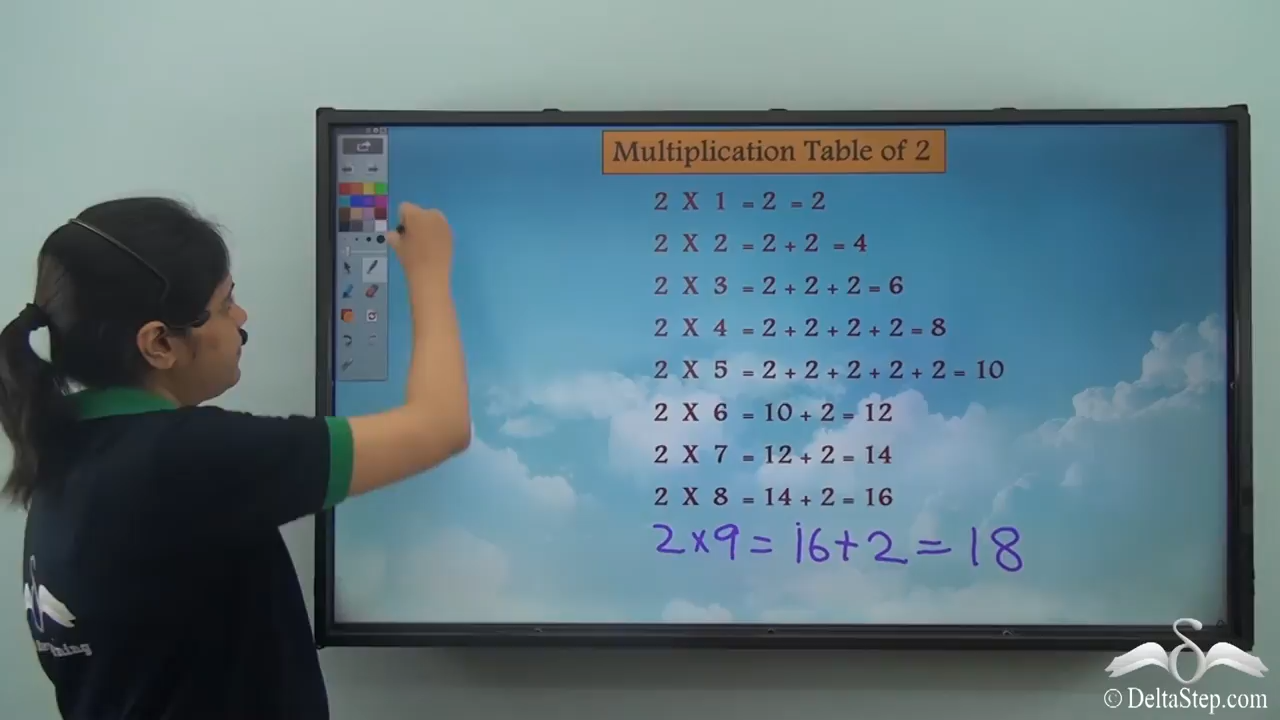 Multiplication Table of 2
2 X 1 = 2 = 2
2 X 2 = 2 + 2 = 4
2 X 3 = 2 + 2 + 2 = 6
2 X 4 = 2 + 2 + 2 + 2 = 8
2 X 5 = 2 + 2 + 2 + 2 + 2 = 10
2 X 6 = 10 + 2 = 12
2 X 7 = 12 + 2 = 14
2 X 8 = 14 + 2 = 16
2 x 9 = 16 + 2 = 18
© DeltaStep.com